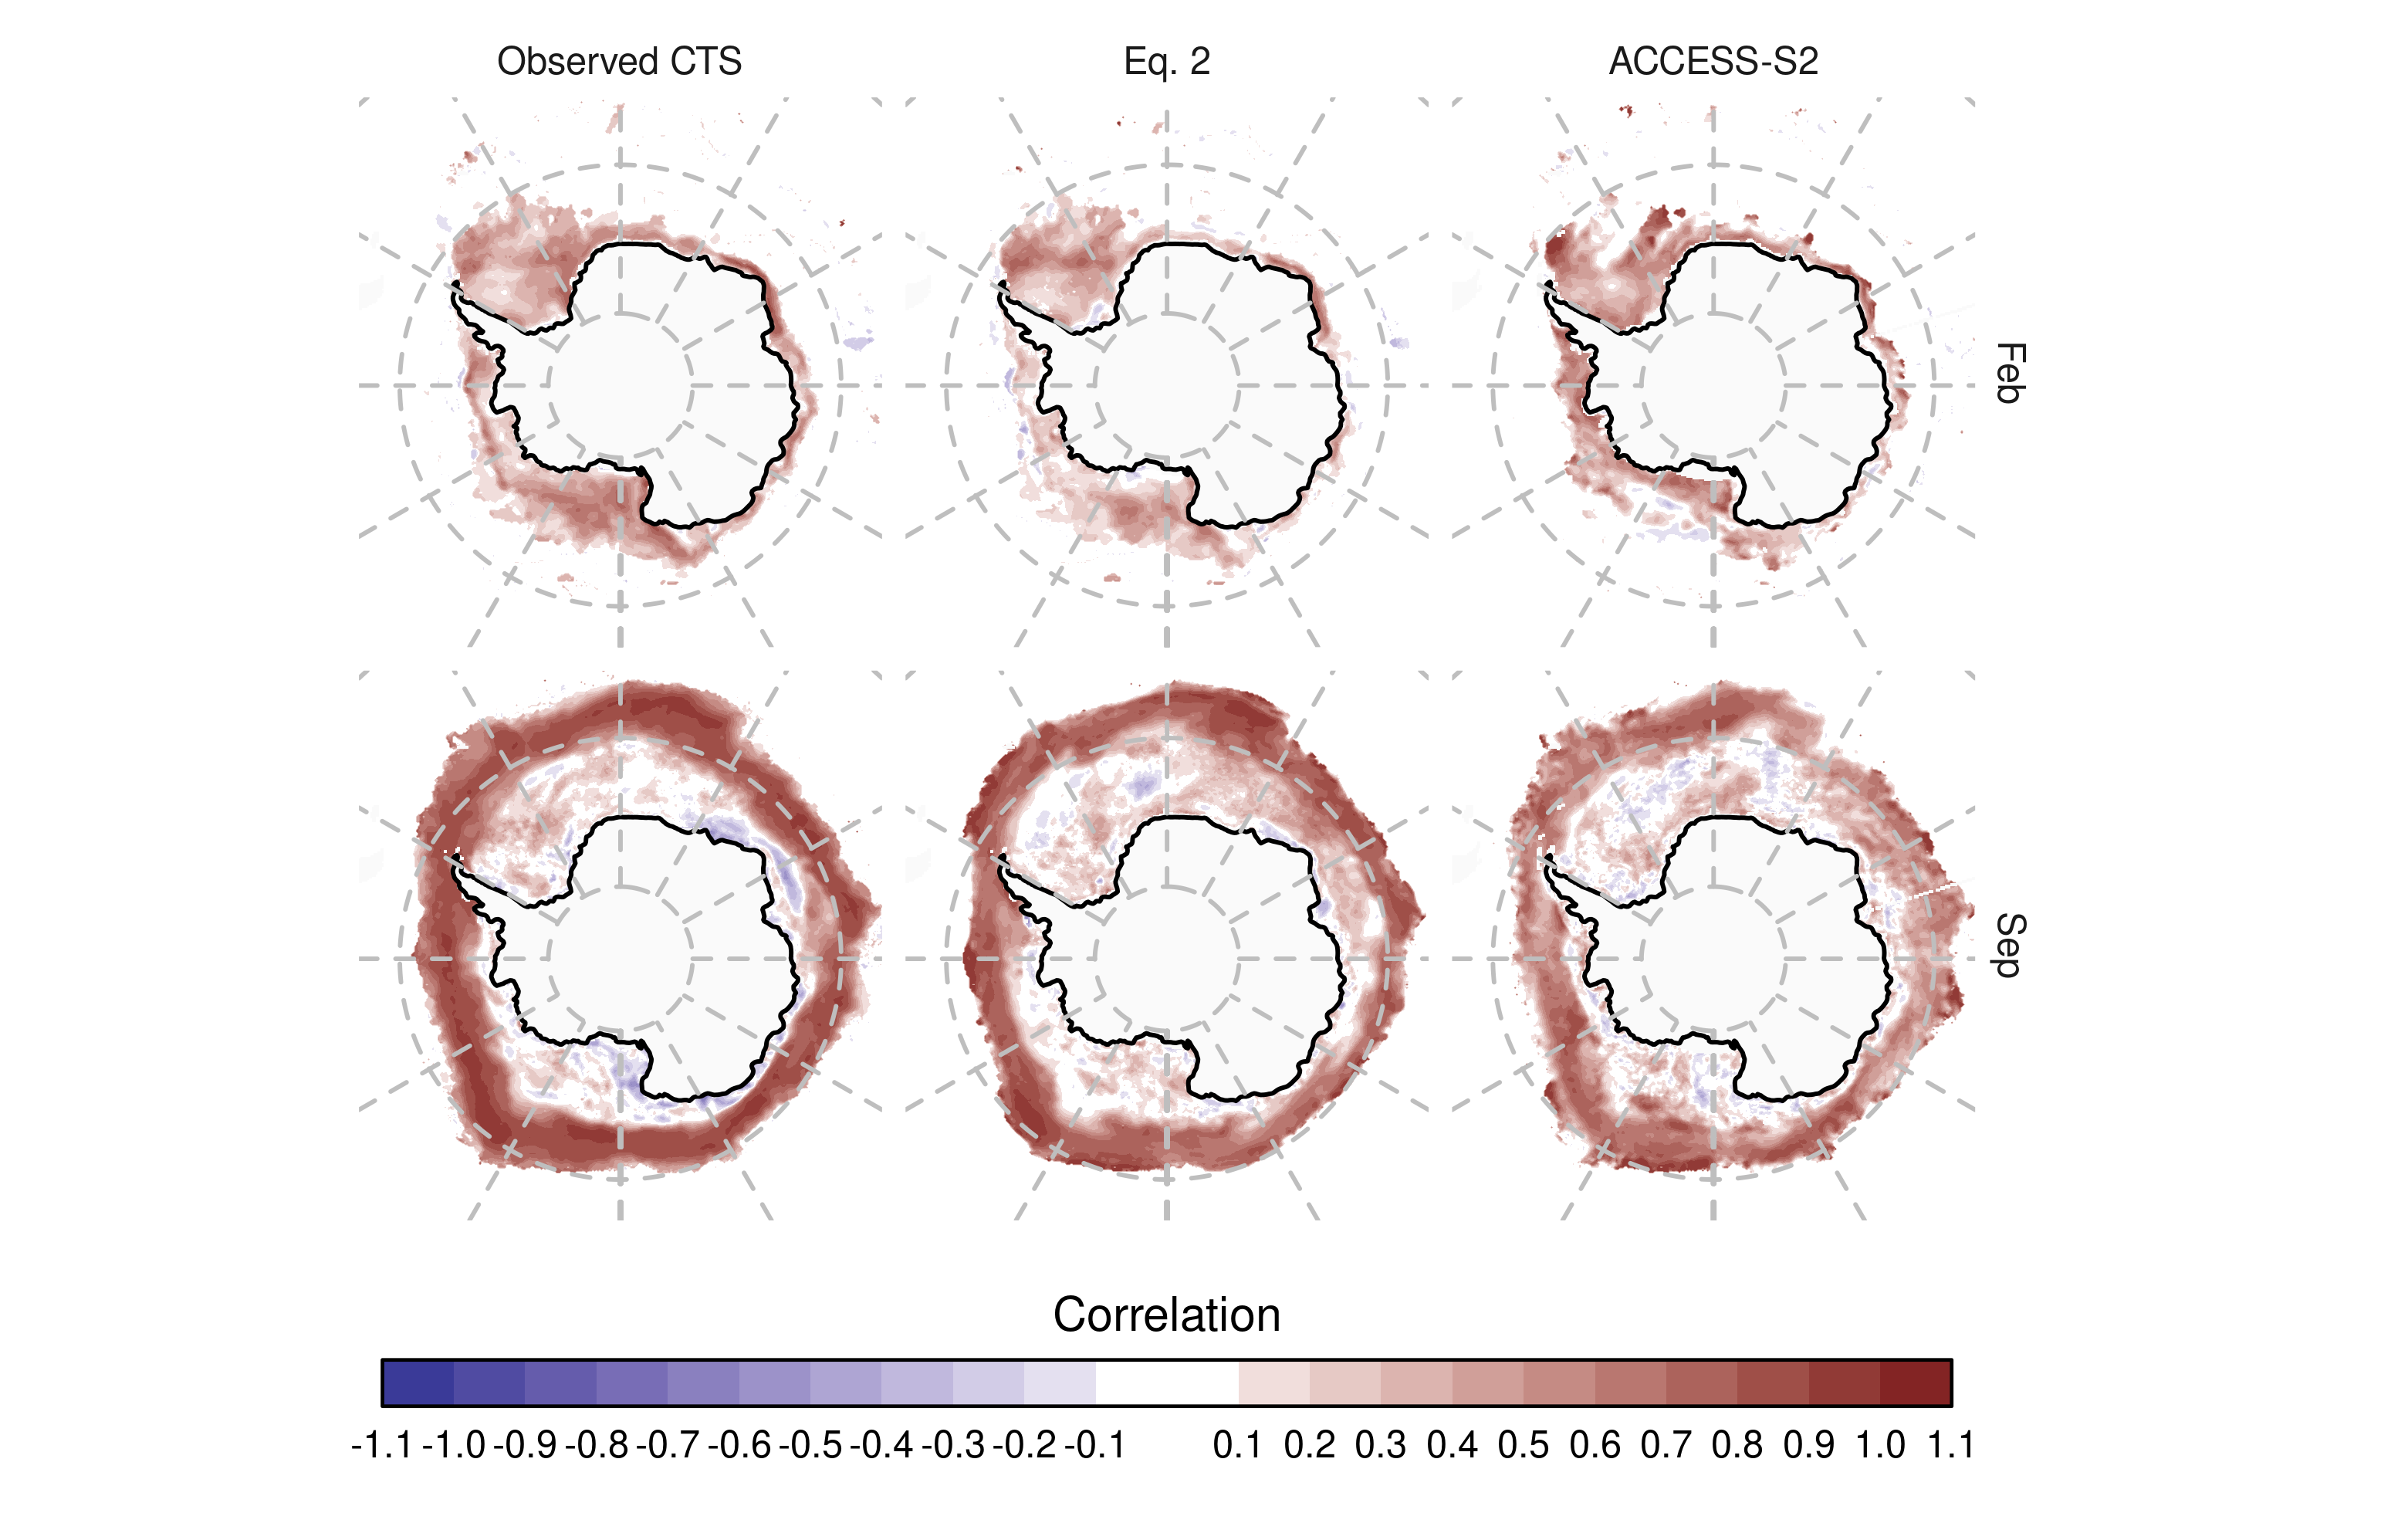 Observed CTS Eq. 2 ACCESS-S2
Feb
Sep
Correlation
-1.1 -1.0 -0.9 -0.8 -0.7 -0.6 -0.5 -0.4 -0.3 -0.2 -0.1 0.1 0.2 0.3 0.4 0.5 0.6 0.7 0.8 0.9 1.0 1.1